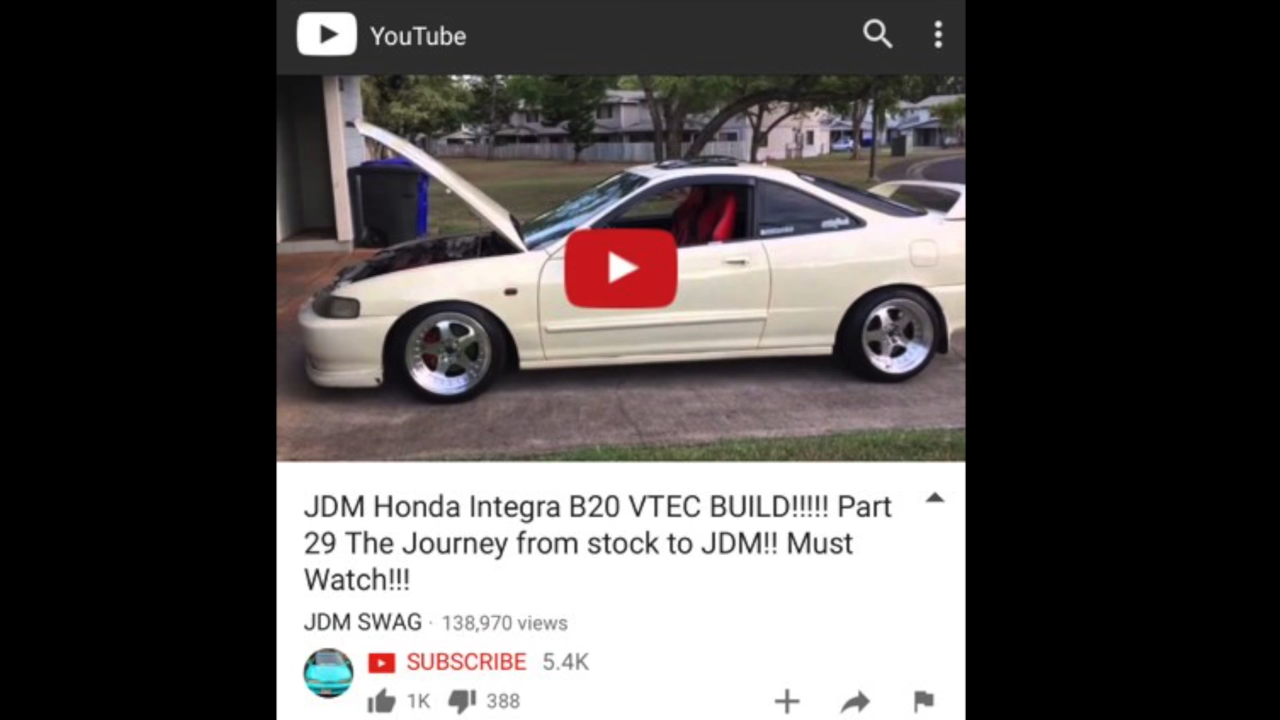 YouTube
JDM Honda Integra B20 VTEC BUILD!!!!! Part
29 The Journey from stock to JDM!! Must
Watch!!!
JDM SWAG · 138,970 views
SUBSCRIBE 5.4K
1K 388